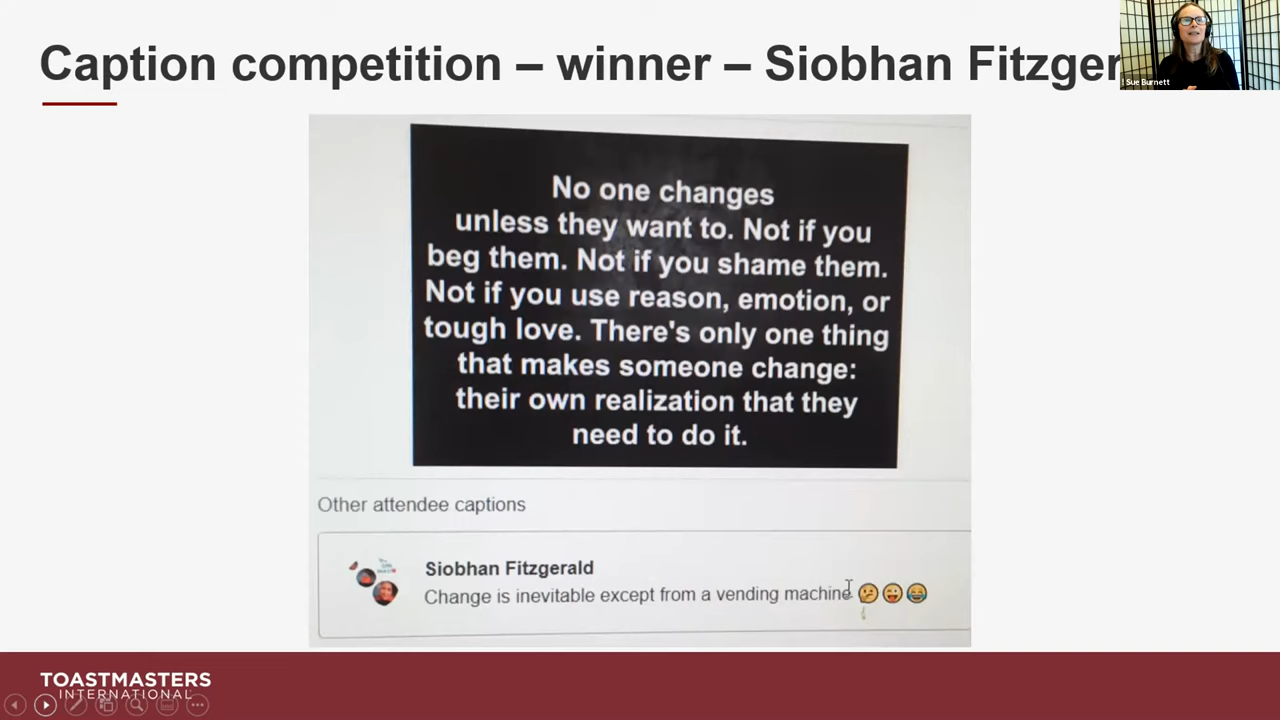 Caption competition – winner – Siobhan Fitzger
Sue Burnett
No one changes
unless they want to. Not if you
beg them. Not if you shame them.
Not if you use reason, emotion, or
tough love. There's only one thing
that makes someone change:
their own realization that they
need to do it.
Other attendee captions
Siobhan Fitzgerald
Change is inevitable except from a vending machine 🤔😜😂
TOASTMASTERS
INTERNATIONAL